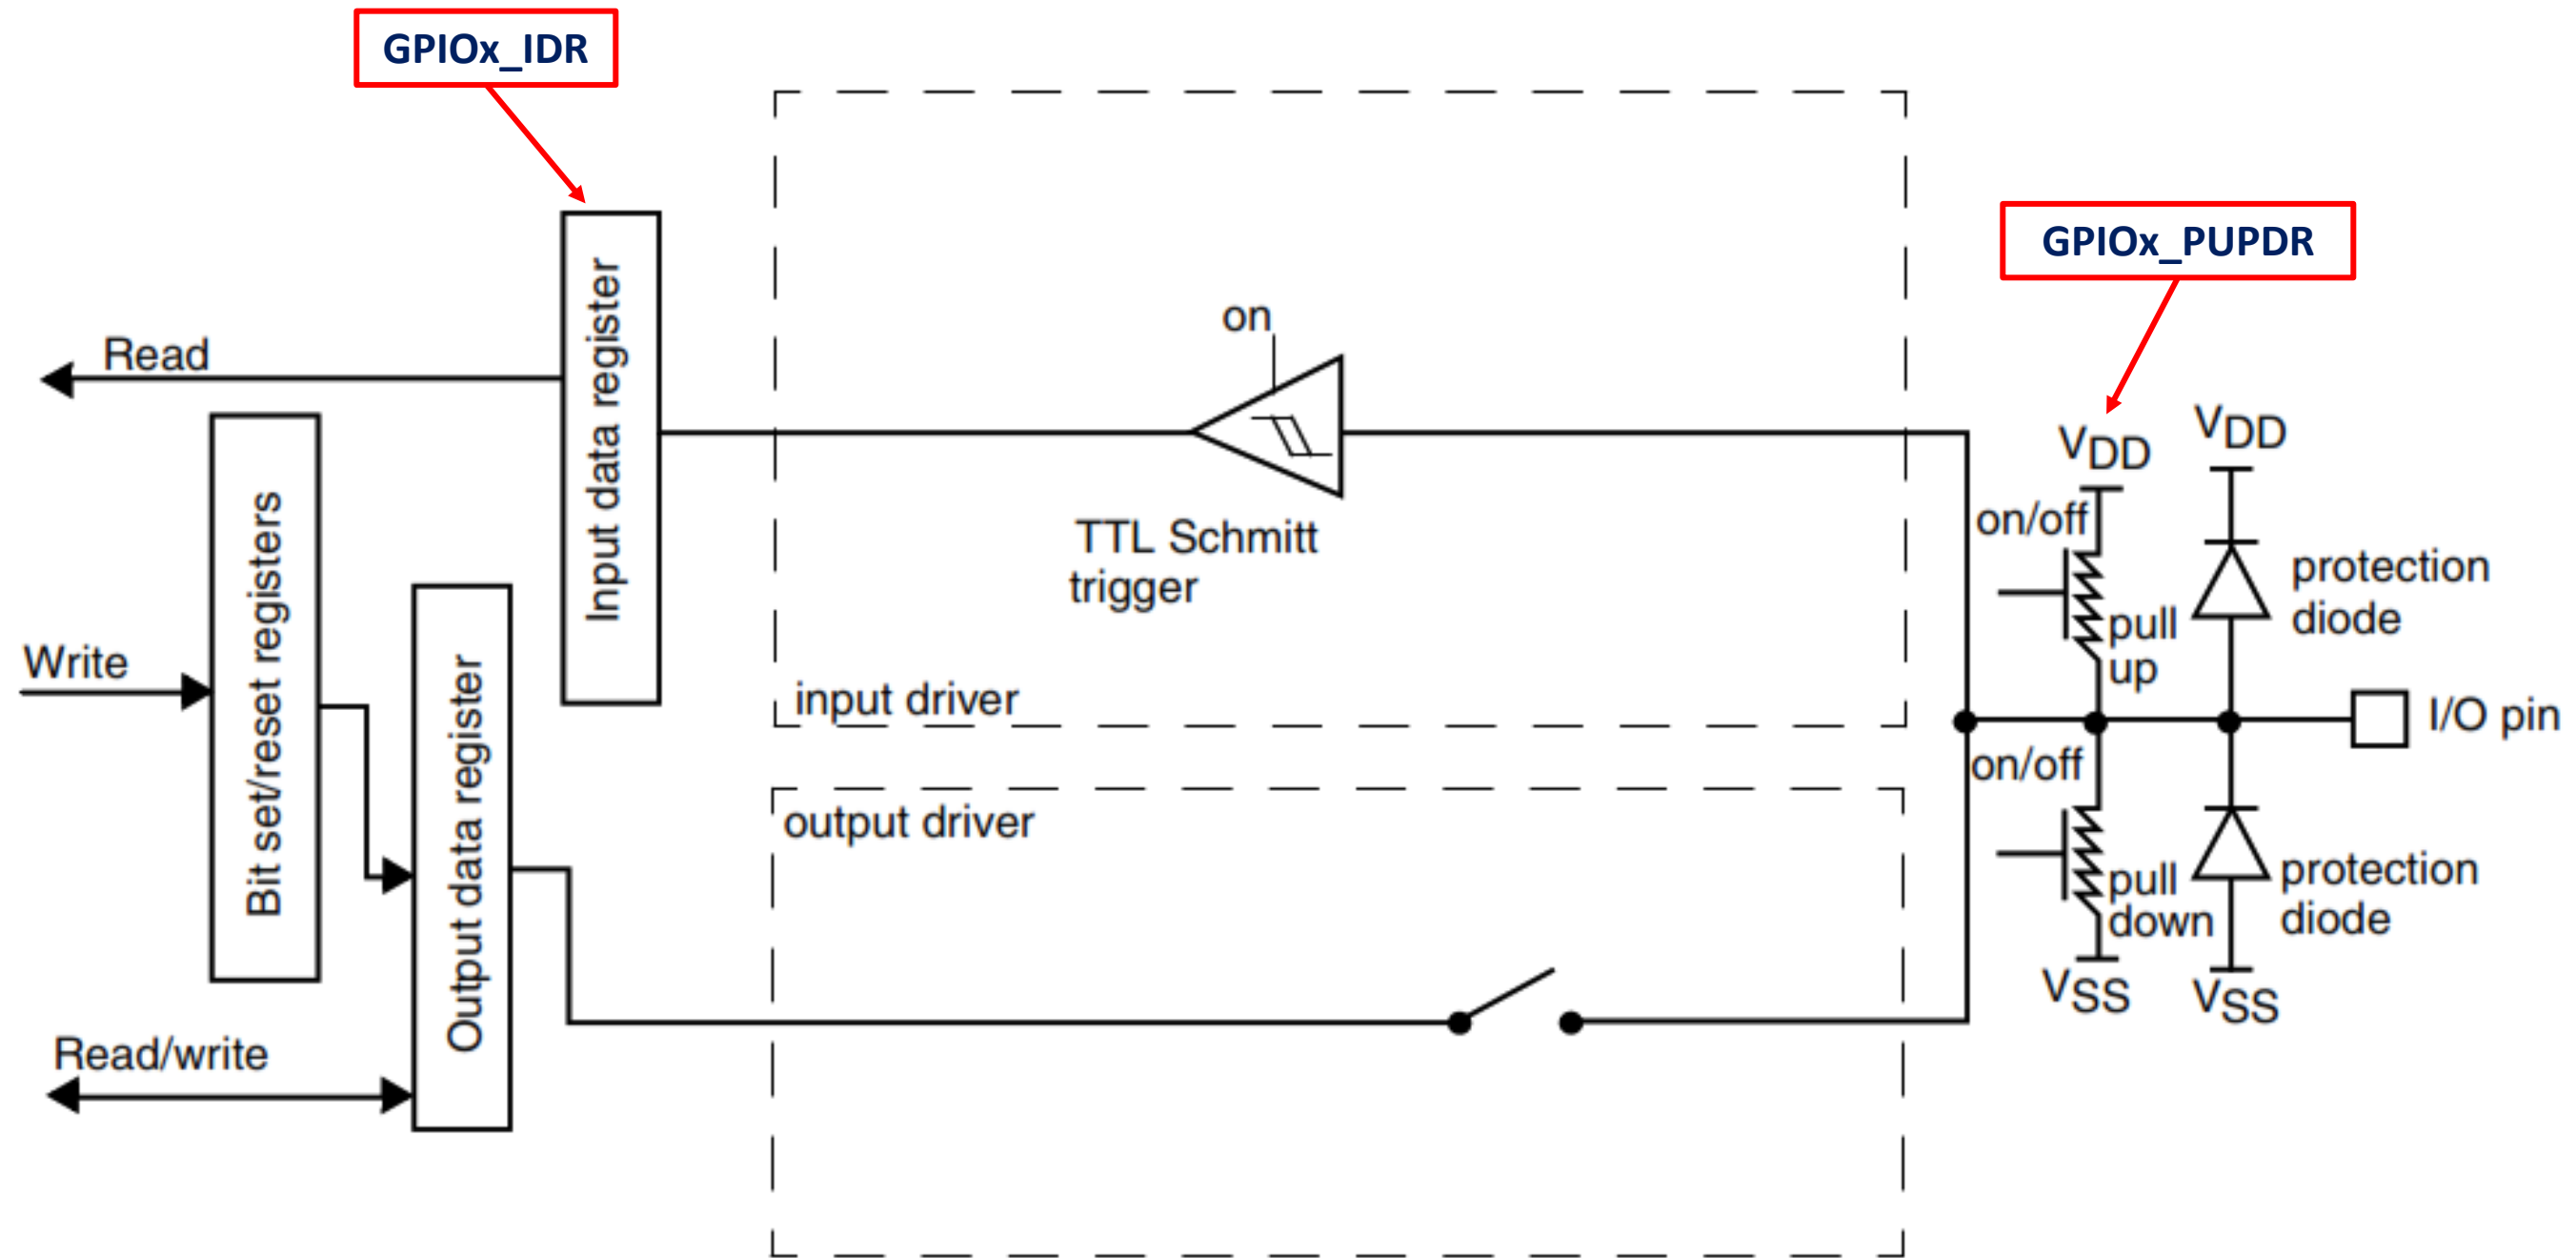 GPIOx_IDR
GPIOx_PUPDR
Input data register
Read
on
TTL Schmitt
trigger
input driver
VDD
VDD
on/off
pull
up
protection
diode
Bit set/reset registers
Write
Output data register
Read/write
I/O pin
output driver
on/off
pull
down
protection
diode
VSS
VSS